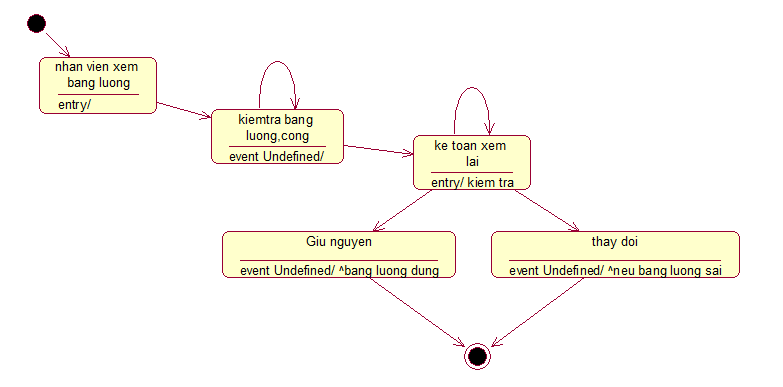 nhan vien xem
bang luong
entry/
kiemtra bang
luong,cong
event Undefined/
ke toan xem
lai
entry/ kiem tra
Giu nguyen
event Undefined/ ^bang luong dung
thay doi
event Undefined/ ^neu bang luong sai